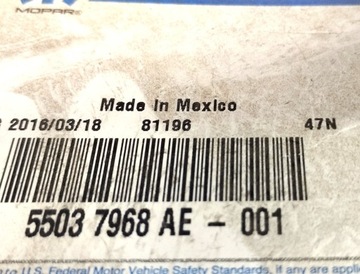 MOPAR
Made In Mexico
2016/03/18 81196 47N
5503 7968 AE - 001
U.S. Federal Motor Vehicle Safety Standards, if any are